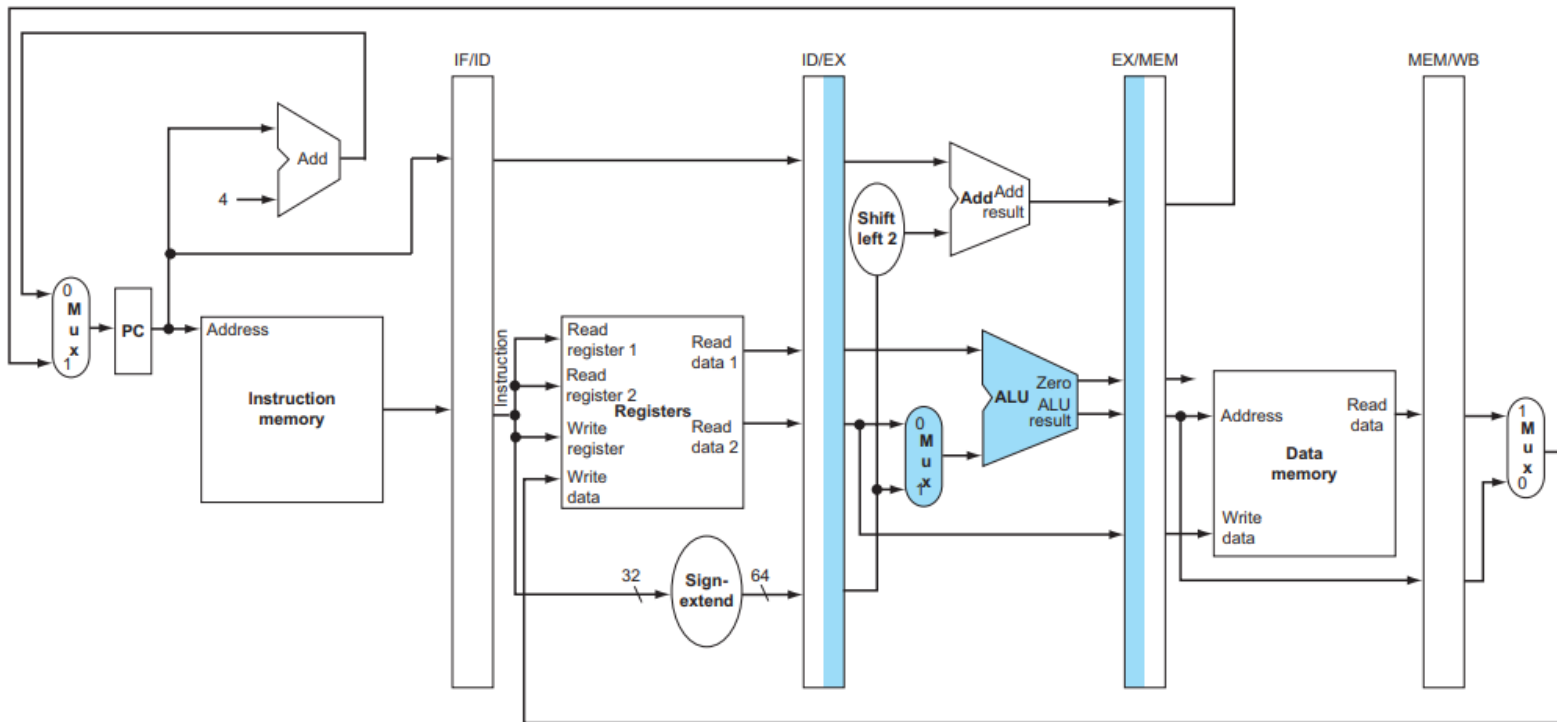 IF/ID
ID/EX
EX/MEM
MEM/WB
Add
4
Add
Add
result
Shift
left 2
0
M
u
x
1
PC
Address
Instruction
memory
Instruction
Read
register 1
Read
register 2
Registers
Write
register
Write
data
Read
data 1
Read
data 2
0
M
u
x
1
ALU
Zero
ALU
result
Address
Read
data
Data
memory
Write
data
1
M
u
x
0
32
Sign-
extend
64